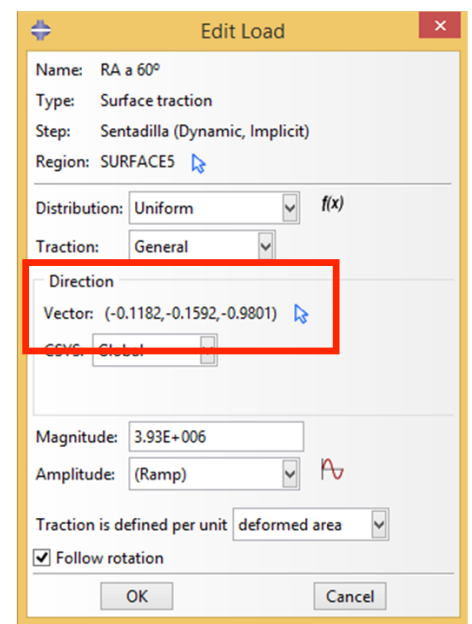 Edit Load
Name: RA a 60º
Type: Surface traction
Step: Sentadilla (Dynamic, Implicit)
Region: SURFACE5
Distribution: Uniform f(x)
Traction: General
Direction
Vector: (-0.1182,-0.1592,-0.9801)
CSYS: Global
Magnitude: 3.93E+006
Amplitude: (Ramp)
Traction is defined per unit deformed area
Follow rotation
OK Cancel